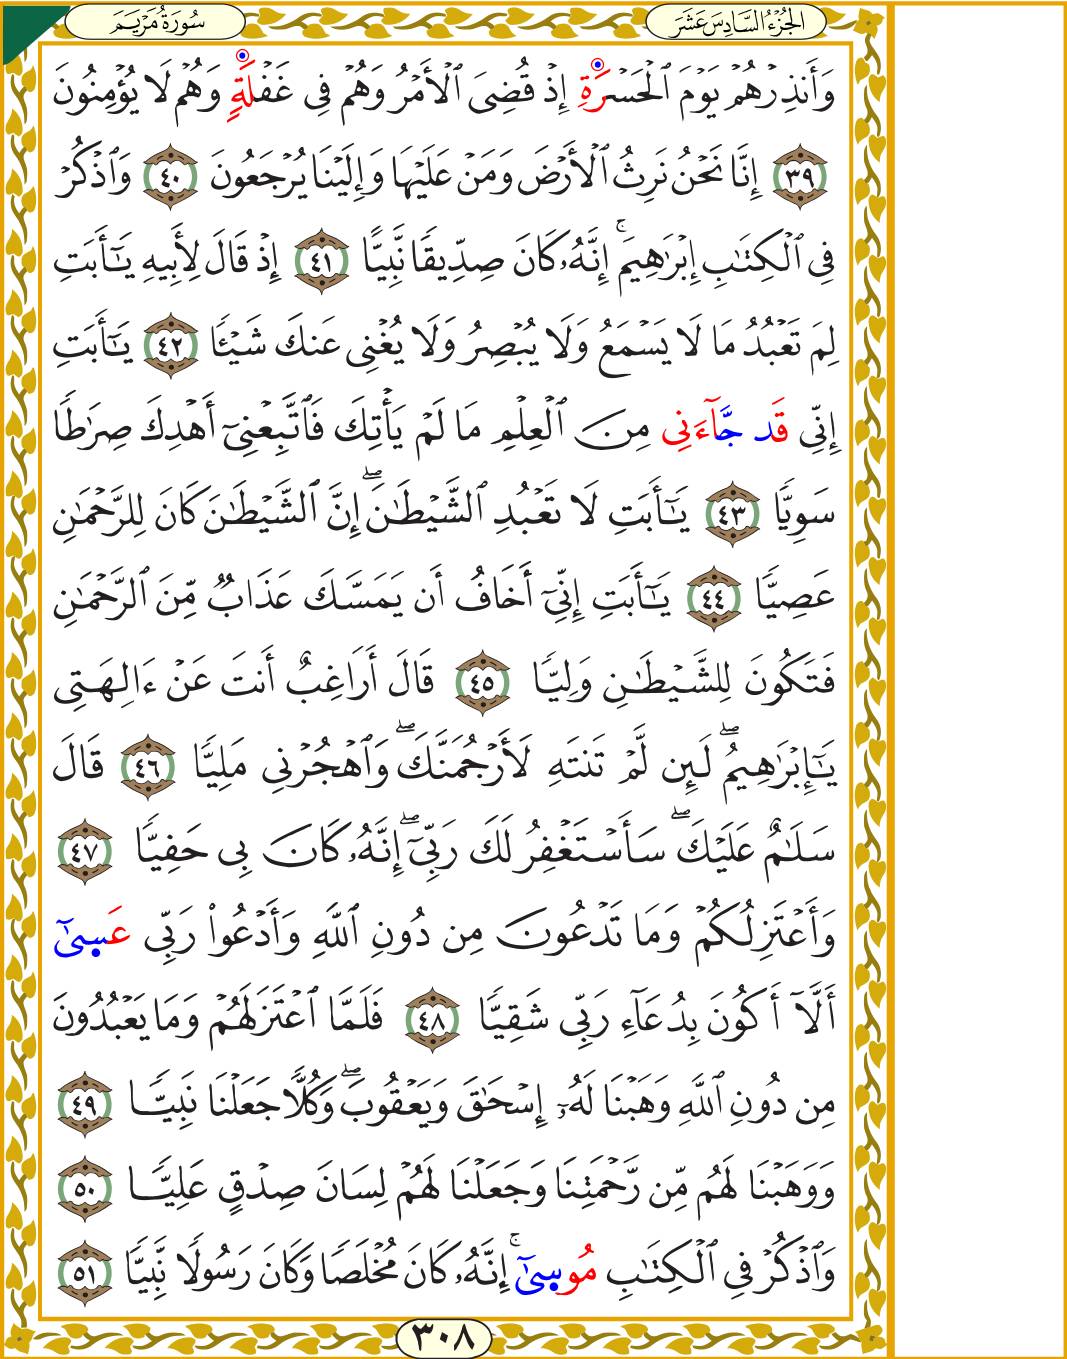 سُورَةُ مَرْيَمَ
الجُزْءُ السَّادِسَ عَشَرَ
وَأَنذِرْهُمْ يَوْمَ ٱلْحَسْرَةِ إِذْ قُضِىَ ٱلْأَمْرُ وَهُمْ فِى غَفْلَةٍ وَهُمْ لَا يُؤْمِنُونَ
٣٩ إِنَّا نَحْنُ نَرِثُ ٱلْأَرْضَ وَمَنْ عَلَيْهَا وَإِلَيْنَا يُرْجَعُونَ ٤٠ وَٱذْكُرْ
فِى ٱلْكِتَٰبِ إِبْرَٰهِيمَۚ إِنَّهُۥ كَانَ صِدِّيقًا نَّبِيًّا ٤١ إِذْ قَالَ لِأَبِيهِ يَٰٓأَبَتِ
لِمَ تَعْبُدُ مَا لَا يَسْمَعُ وَلَا يُبْصِرُ وَلَا يُغْنِى عَنكَ شَيْـًٔا ٤٢ يَٰٓأَبَتِ
إِنِّى قَد جَّآءَنِى مِنَ ٱلْعِلْمِ مَا لَمْ يَأْتِكَ فَٱتَّبِعْنِىٓ أَهْدِكَ صِرَٰطًا
سَوِيًّا ٤٣ يَٰٓأَبَتِ لَا تَعْبُدِ ٱلشَّيْطَٰنَۖ إِنَّ ٱلشَّيْطَٰنَ كَانَ لِلرَّحْمَٰنِ
عَصِيًّا ٤٤ يَٰٓأَبَتِ إِنِّىٓ أَخَافُ أَن يَمَسَّكَ عَذَابٌ مِّنَ ٱلرَّحْمَٰنِ
فَتَكُونَ لِلشَّيْطَٰنِ وَلِيًّا ٤٥ قَالَ أَرَاغِبٌ أَنتَ عَنْ ءَالِهَتِى
يَٰٓإِبْرَٰهِيمُۖ لَئِن لَّمْ تَنتَهِ لَأَرْجُمَنَّكَۖ وَٱهْجُرْنِى مَلِيًّا ٤٦ قَالَ
سَلَٰمٌ عَلَيْكَۖ سَأَسْتَغْفِرُ لَكَ رَبِّىٓۖ إِنَّهُۥ كَانَ بِى حَفِيًّا ٤٧
وَأَعْتَزِلُكُمْ وَمَا تَدْعُونَ مِن دُونِ ٱللَّهِ وَأَدْعُوا۟ رَبِّى عَسِىٰٓ
أَلَّآ أَكُونَ بِدُعَآءِ رَبِّى شَقِيًّا ٤٨ فَلَمَّا ٱعْتَزَلَهُمْ وَمَا يَعْبُدُونَ
مِن دُونِ ٱللَّهِ وَهَبْنَا لَهُۥٓ إِسْحَٰقَ وَيَعْقُوبَۖ وَكُلًّا جَعَلْنَا نَبِيًّا ٤٩
وَوَهَبْنَا لَهُم مِّن رَّحْمَتِنَا وَجَعَلْنَا لَهُمْ لِسَانَ صِدْقٍ عَلِيًّا ٥٠
وَٱذْكُرْ فِى ٱلْكِتَٰبِ مُوسِىٰٓۚ إِنَّهُۥ كَانَ مُخْلَصًا وَكَانَ رَسُولًا نَّبِيًّا ٥١
٣٠٨